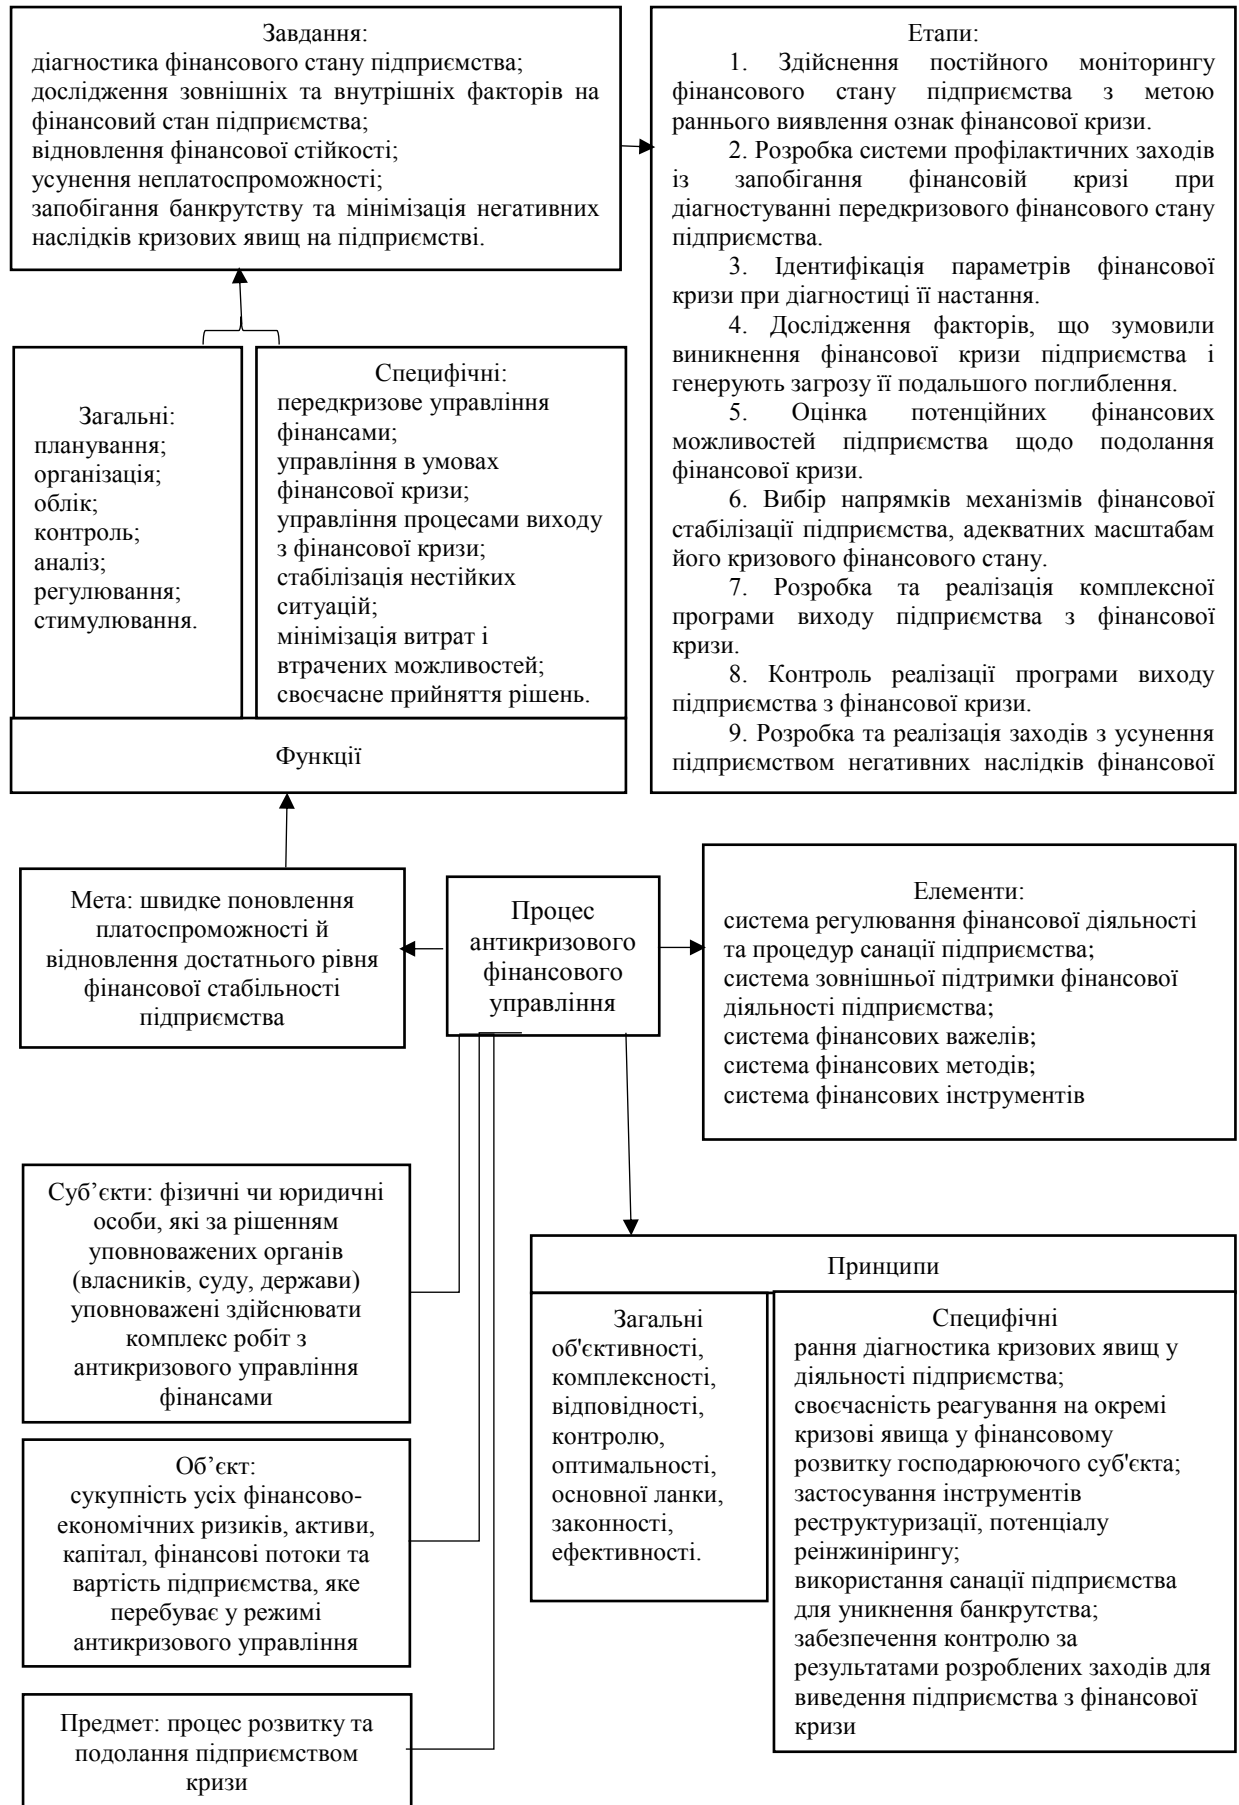 Завдання:
діагностика фінансового стану підприємства;
дослідження зовнішніх та внутрішніх факторів на
фінансовий стан підприємства;
відновлення фінансової стійкості;
усунення неплатоспроможності;
запобігання банкрутству та мінімізація негативних
наслідків кризових явищ на підприємстві.
Етапи:
1. Здійснення постійного моніторингу
фінансового стану підприємства з метою
раннього виявлення ознак фінансової кризи.
2. Розробка системи профілактичних заходів
із запобігання фінансовій кризі при
діагностуванні передкризового фінансового стану
підприємства.
3. Ідентифікація параметрів фінансової
кризи при діагностиці її настання.
4. Дослідження факторів, що зумовили
виникнення фінансової кризи підприємства і
генерують загрозу її подальшого поглиблення.
5. Оцінка потенційних фінансових
можливостей підприємства щодо подолання
фінансової кризи.
6. Вибір напрямків механізмів фінансової
стабілізації підприємства, адекватних масштабам
його кризового фінансового стану.
7. Розробка та реалізація комплексної
програми виходу підприємства з фінансової
кризи.
8. Контроль реалізації програми виходу
підприємства з фінансової кризи.
9. Розробка та реалізація заходів з усунення
підприємством негативних наслідків фінансової
Загальні:
планування;
організація;
облік;
контроль;
аналіз;
регулювання;
стимулювання.
Специфічні:
передкризове управління
фінансами;
управління в умовах
фінансової кризи;
управління процесами виходу
з фінансової кризи;
стабілізація нестійких
ситуацій;
мінімізація витрат і
втрачених можливостей;
своєчасне прийняття рішень.
Функції
Мета: швидке поновлення
платоспроможності й
відновлення достатнього рівня
фінансової стабільності
підприємства
Процес
антикризового
фінансового
управління
Елементи:
система регулювання фінансової діяльності
та процедур санації підприємства;
система зовнішньої підтримки фінансової
діяльності підприємства;
система фінансових важелів;
система фінансових методів;
система фінансових інструментів
Суб’єкти: фізичні чи юридичні
особи, які за рішенням
уповноважених органів
(власників, суду, держави)
уповноважені здійснювати
комплекс робіт з
антикризового управління
фінансами
Об’єкт:
сукупність усіх фінансово-
економічних ризиків, активи,
капітал, фінансові потоки та
вартість підприємства, яке
перебуває у режимі
антикризового управління
Предмет: процес розвитку та
подолання підприємством
кризи
Принципи
Загальні
об'єктивності,
комплексності,
відповідності,
контролю,
оптимальності,
основної ланки,
законності,
ефективності.
Специфічні
рання діагностика кризових явищ у
діяльності підприємства;
своєчасність реагування на окремі
кризові явища у фінансовому
розвитку господарюючого суб'єкта;
застосування інструментів
реструктуризації, потенціалу
реінжинірингу;
використання санації підприємства
для уникнення банкрутства;
забезпечення контролю за
результатами розроблених заходів для
виведення підприємства з фінансової
кризи